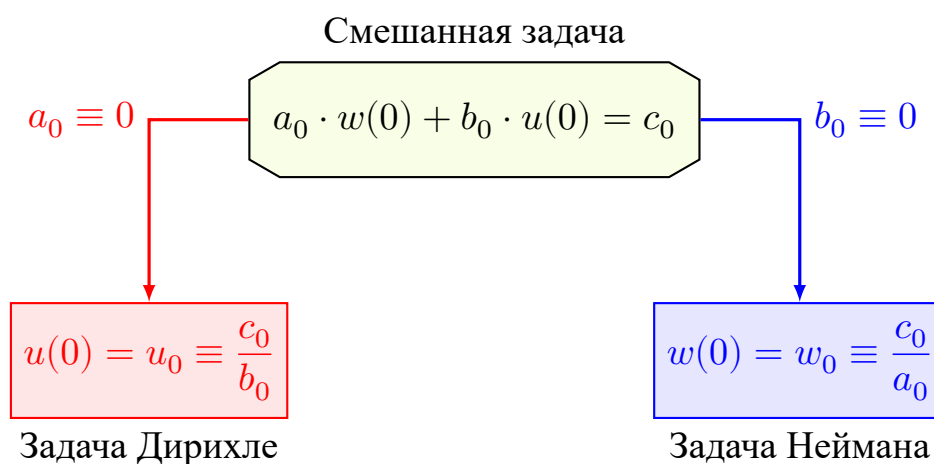 Смешанная задача
a₀ ≡ 0
a₀ · w(0) + b₀ · u(0) = c₀
b₀ ≡ 0
u(0) = u₀ ≡ c₀/b₀
w(0) = w₀ ≡ c₀/a₀
Задача Дирихле
Задача Неймана